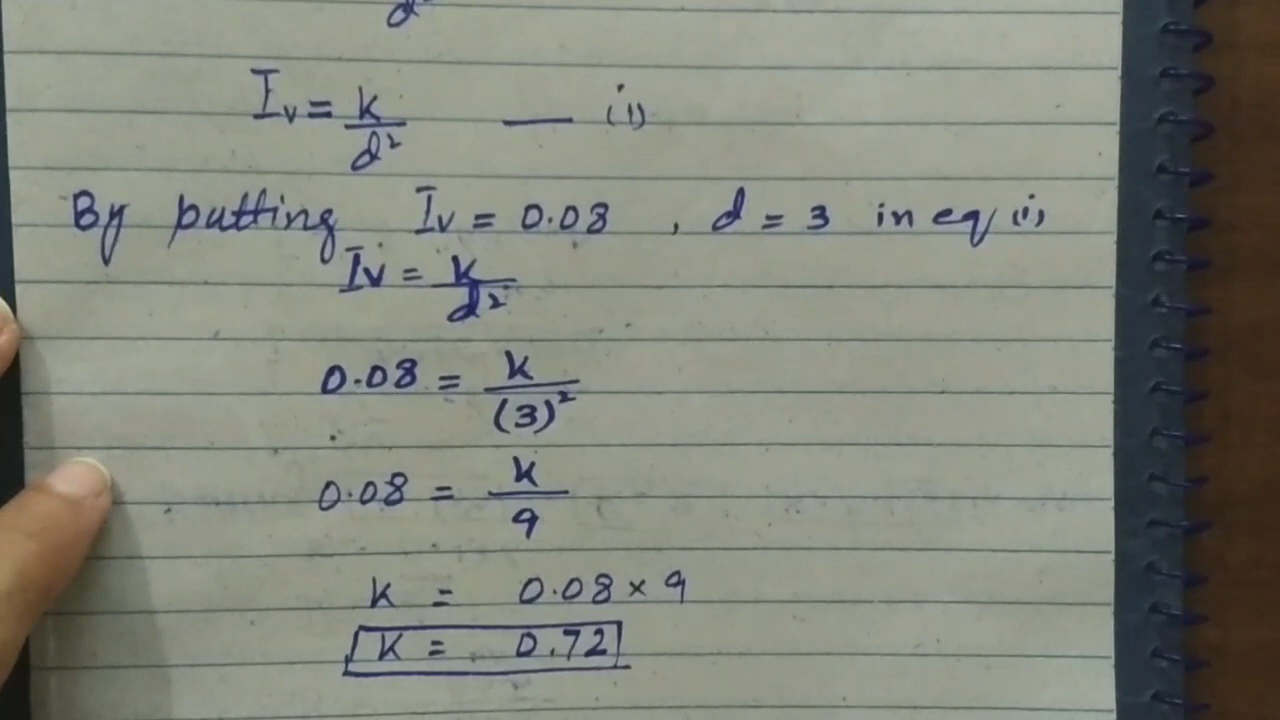 d²
Iv = k/d² — (i)
By putting Iv = 0.08 , d = 3 in eq (i)
Iv = k/d²
0.08 = k/(3)²
0.08 = k/9
k = 0.08 × 9
K = 0.72